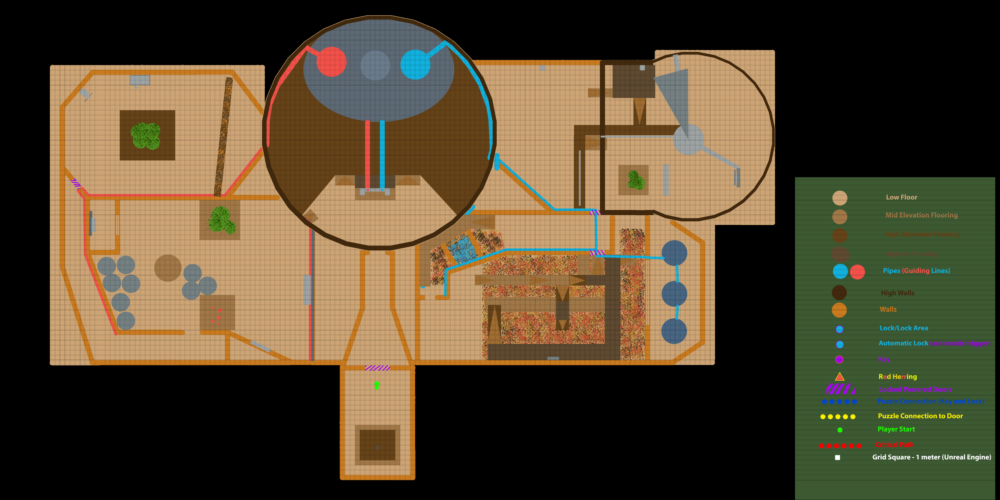 Low Floor
Mid Elevation Flooring
High Elevation Flooring
Highest Flooring
Pipes (Guiding Lines)
High Walls
Walls
Lock/Lock Area
Automatic Lock (automatic trigger)
Key
Red Herring
Locked Powered Doors
Puzzle Connection (Key and Lock)
Puzzle Connection to Door
Player Start
Critical Path
Grid Square - 1 meter (Unreal Engine)